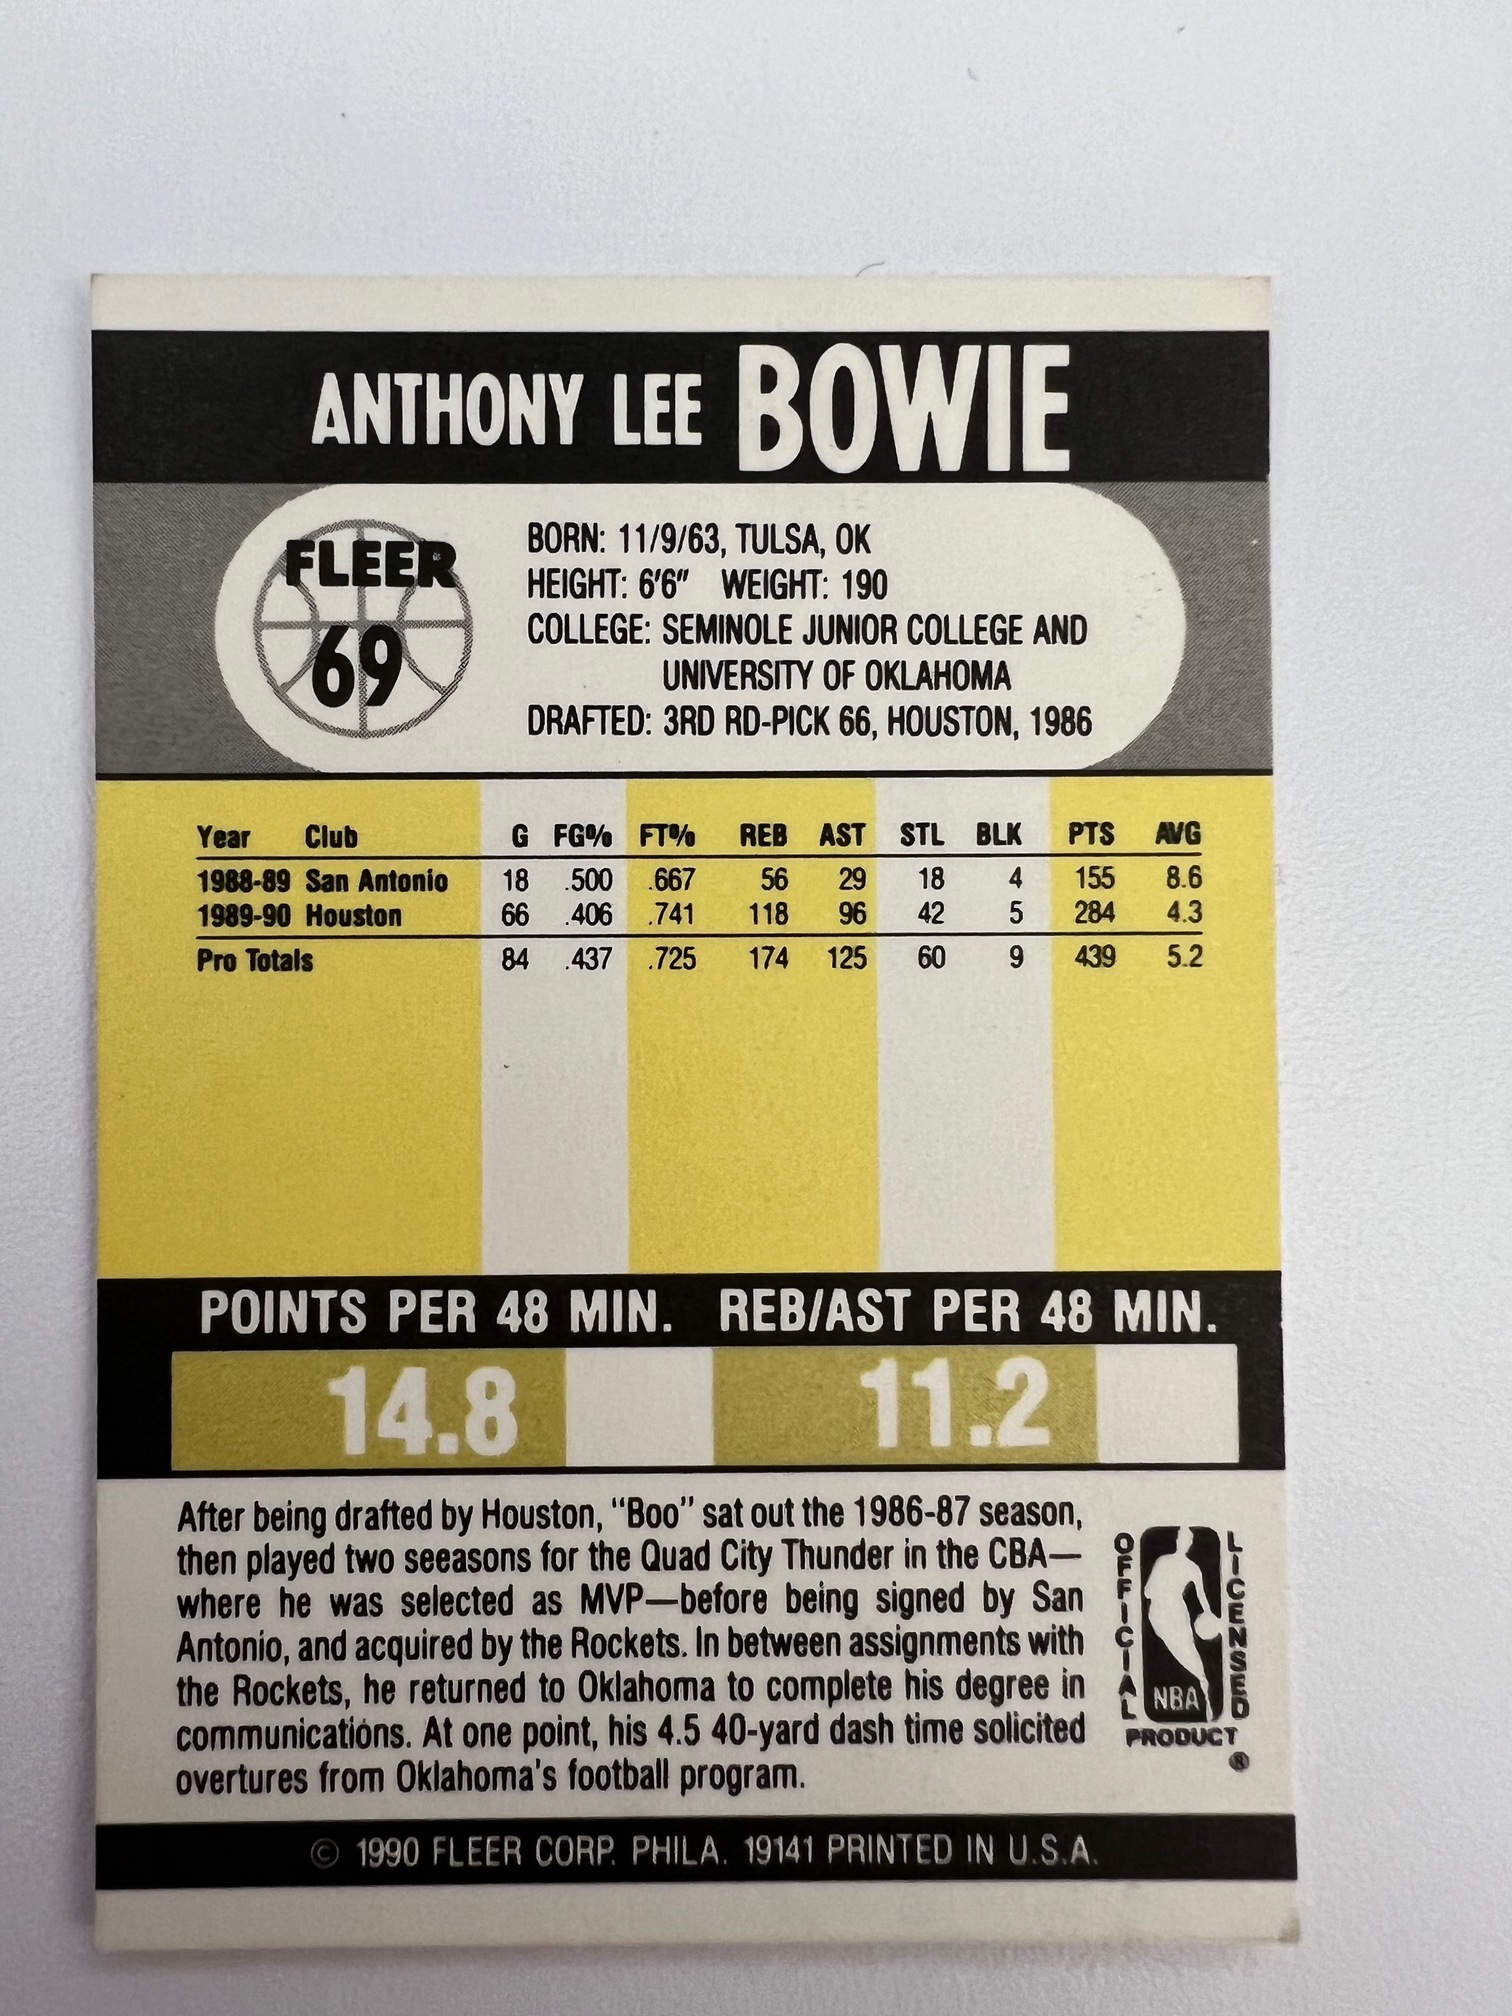 ANTHONY LEE BOWIE
FLEER
69
BORN: 11/9/63, TULSA, OK
HEIGHT: 6'6" WEIGHT: 190
COLLEGE: SEMINOLE JUNIOR COLLEGE AND
UNIVERSITY OF OKLAHOMA
DRAFTED: 3RD RD-PICK 66, HOUSTON, 1986
Year Club G FG% FT% REB AST STL BLK PTS AVG
1988-89 San Antonio 18 .500 .667 56 29 18 4 155 8.6
1989-90 Houston 66 .406 .741 118 96 42 5 284 4.3
Pro Totals 84 .437 .725 174 125 60 9 439 5.2
POINTS PER 48 MIN. REB/AST PER 48 MIN.
14.8 11.2
After being drafted by Houston, "Boo" sat out the 1986-87 season,
then played two seeasons for the Quad City Thunder in the CBA—
where he was selected as MVP—before being signed by San
Antonio, and acquired by the Rockets. In between assignments with
the Rockets, he returned to Oklahoma to complete his degree in
communications. At one point, his 4.5 40-yard dash time solicited
overtures from Oklahoma's football program.
OFFICIAL
LICENSED
NBA
PRODUCT
®
© 1990 FLEER CORP. PHILA. 19141 PRINTED IN U.S.A.